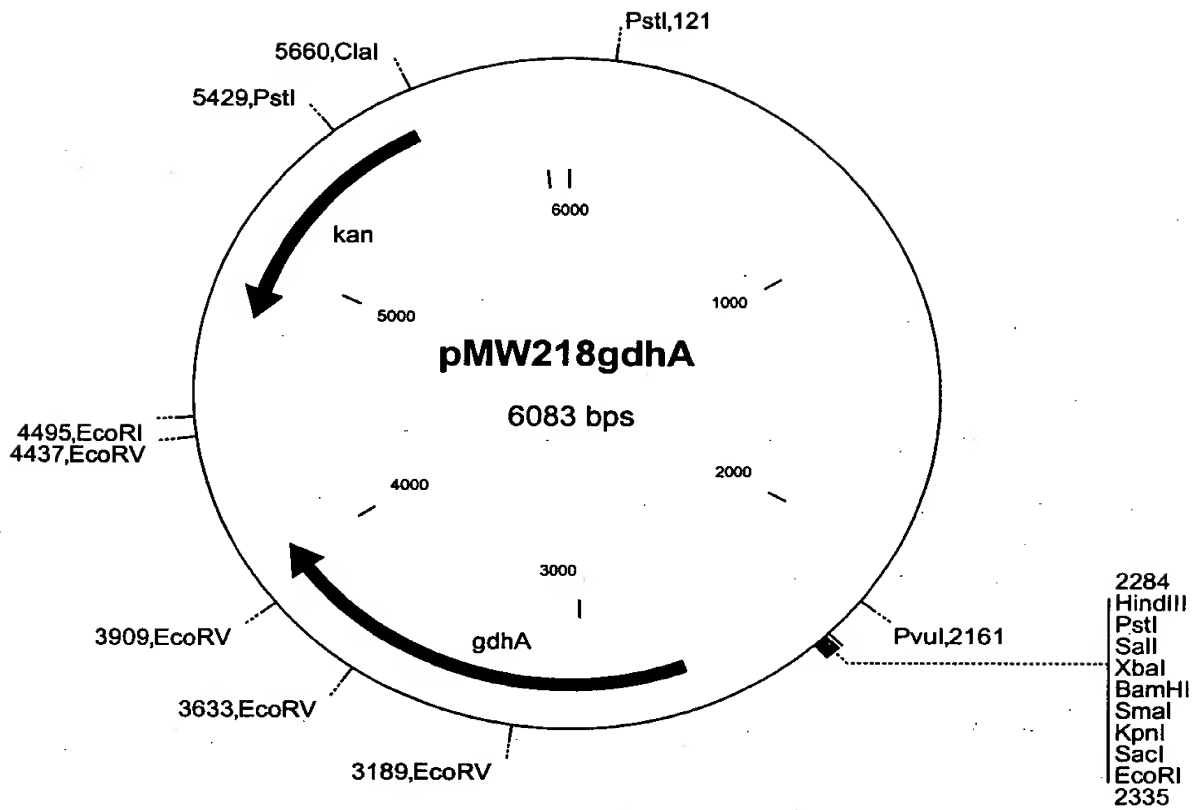 PstI,121
5660,ClaI
5429,PstI
6000
kan
1000
5000
pMW218gdhA
6083 bps
4495,EcoRI
4437,EcoRV
4000
2000
3000
2284
HindIII
PstI
SalI
XbaI
BamHI
SmaI
KpnI
SacI
EcoRI
2335
PvuI,2161
3909,EcoRV
gdhA
3633,EcoRV
3189,EcoRV